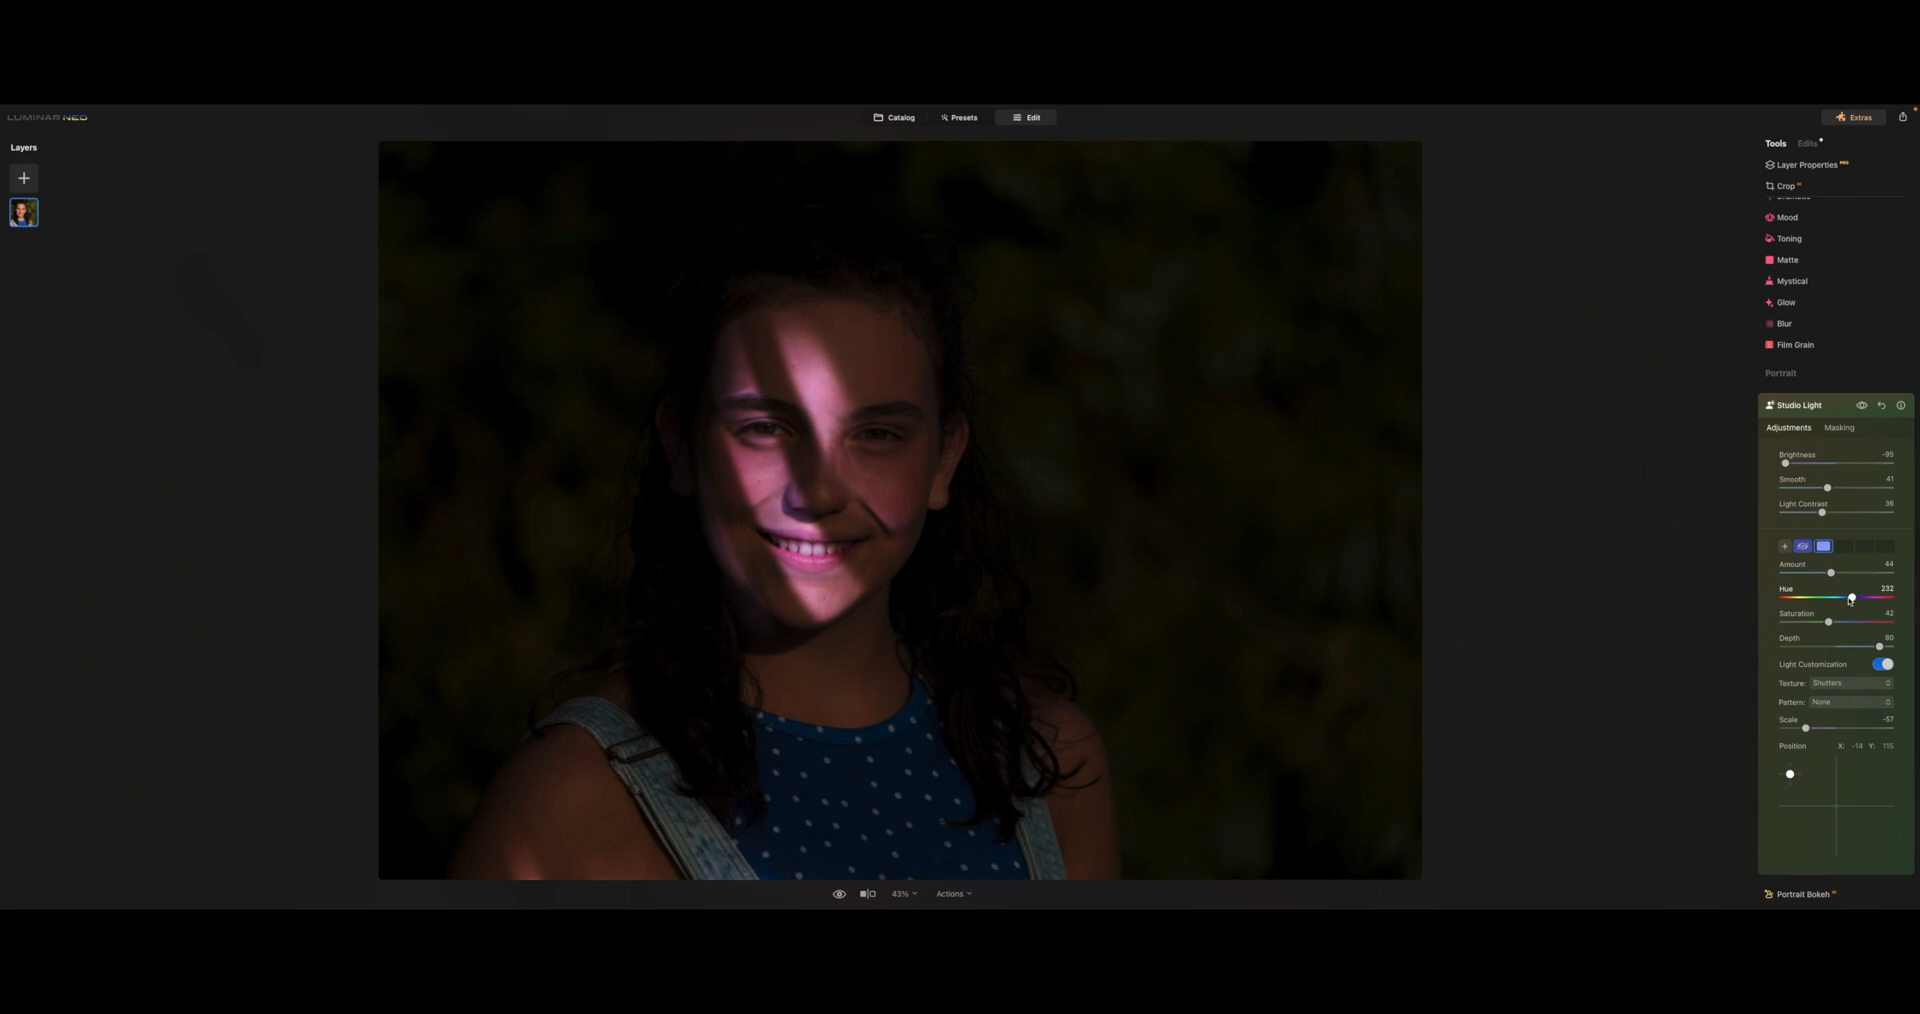 LUMINAR NEO
Catalog
Presets
Edit
Extras
Layers
Tools
Edits
Layer Properties PRO
Crop
Dramatic
Mood
Toning
Matte
Mystical
Glow
Blur
Film Grain
Portrait
Studio Light
Adjustments
Masking
Brightness -95
Smooth 41
Light Contrast 36
Amount 44
Hue 232
Saturation 42
Depth 80
Light Customization
Texture: Shutters
Pattern: None
Scale -57
Position X: -14 Y: 115
43%
Actions
Portrait Bokeh